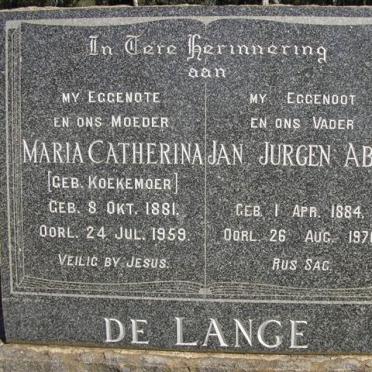 In Tere Herinnering
aan
MY EGGENOTE
EN ONS MOEDER
MARIA CATHERINA
[GEB. KOEKEMOER]
GEB. 8 OKT. 1881.
OORL. 24 JUL. 1959.
VEILIG BY JESUS.
MY EGGENOOT
EN ONS VADER
JAN JURGEN
GEB. 1 APR. 1884.
OORL. 26 AUG.
RUS SAG.
DE LANGE